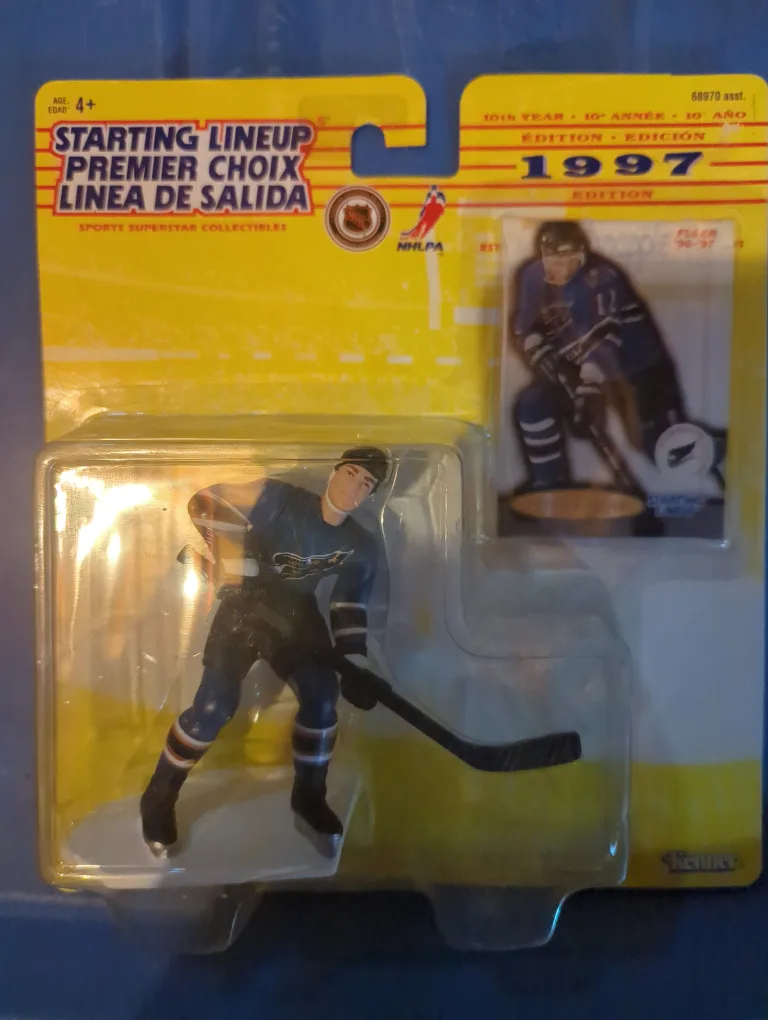 AGE:
EDAD: 4+
STARTING LINEUP
PREMIER CHOIX
LINEA DE SALIDA
SPORTS SUPERSTAR COLLECTIBLES
NHLPA
68970 asst.
10th YEAR • 10e ANNÉE • 10° AÑO
ÉDITION • EDICIÓN
1997
EDITION
FLEER
'96-'97
Kenner